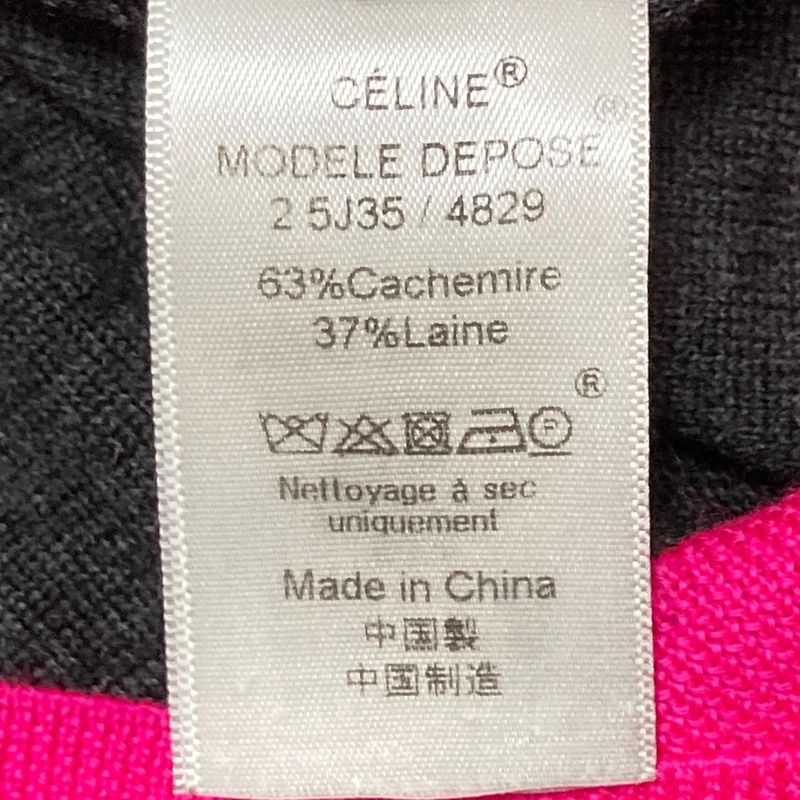 CÉLINE®
®
MODELE DEPOSE
2 5J35 / 4829
63%Cachemire
37%Laine
®
P
Nettoyage à sec
uniquement
Made in China
中国製
中国制造